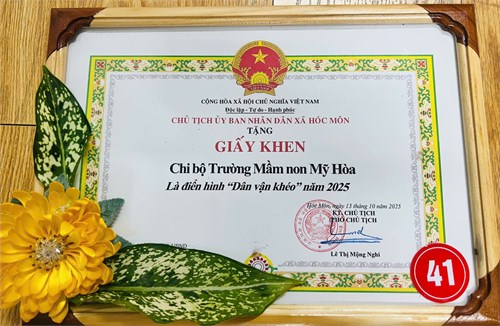 CỘNG HÒA XÃ HỘI CHỦ NGHĨA VIỆT NAM
Độc lập - Tự do - Hạnh phúc
CHỦ TỊCH ỦY BAN NHÂN DÂN XÃ HÓC MÔN
TẶNG
GIẤY KHEN
Chi bộ Trường Mầm non Mỹ Hòa
Là điển hình “Dân vận khéo” năm 2025
Hóc Môn, ngày 13 tháng 10 năm 2025
KT. CHỦ TỊCH
PHÓ CHỦ TỊCH
Lê Thị Mộng Nghi
41